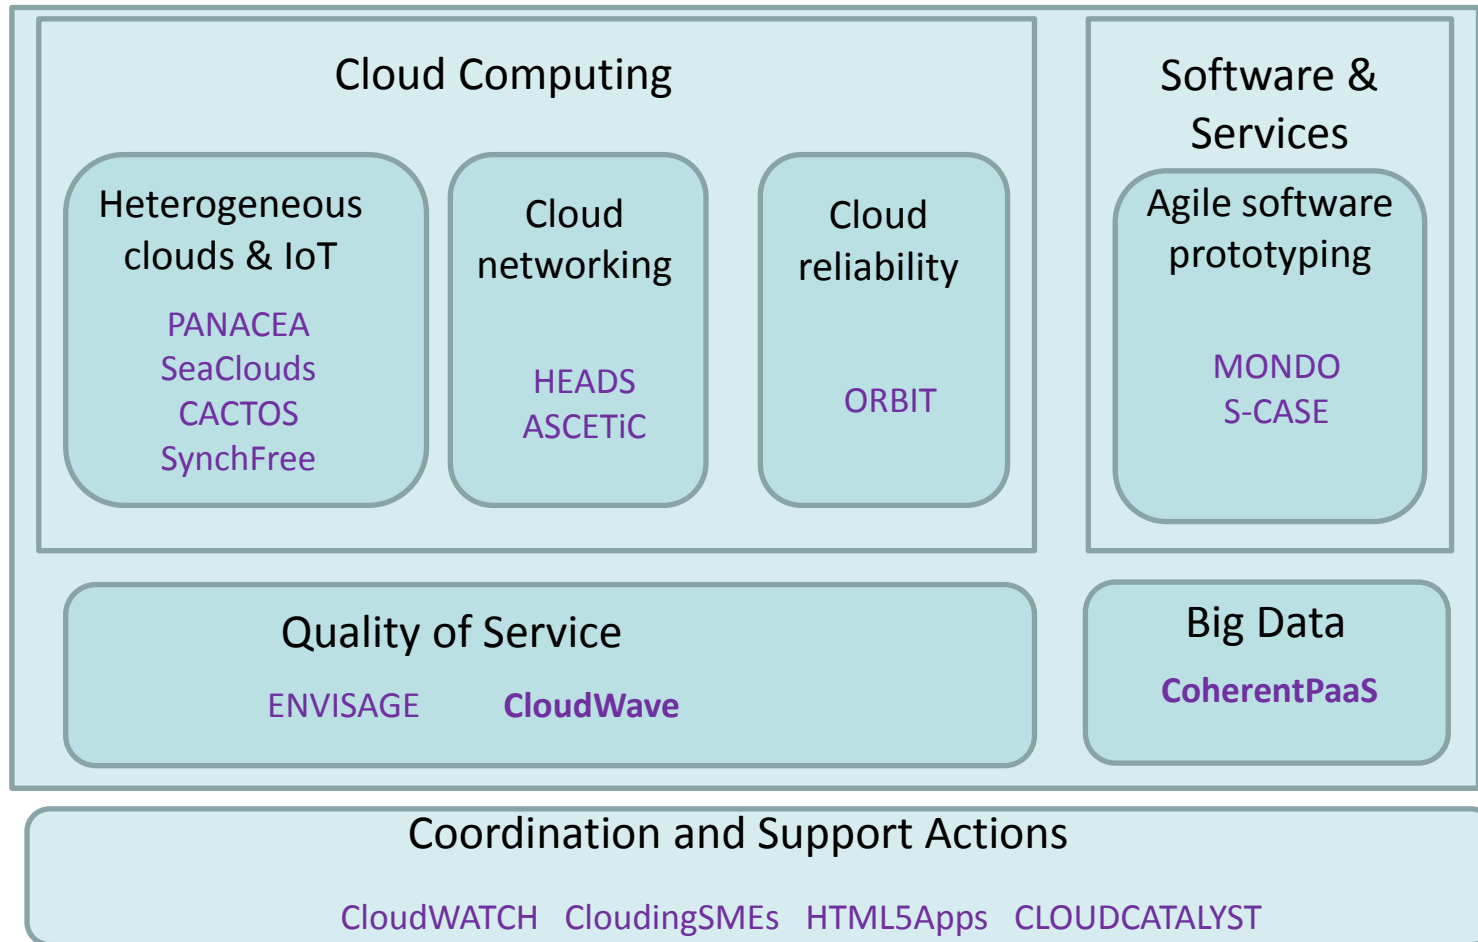 Cloud Computing
Heterogeneous
clouds & IoT
PANACEA
SeaClouds
CACTOS
SynchFree
Cloud
networking
HEADS
ASCETiC
Cloud
reliability
ORBIT
Software &
Services
Agile software
prototyping
MONDO
S-CASE
Quality of Service
ENVISAGE CloudWave
Big Data
CoherentPaaS
Coordination and Support Actions
CloudWATCH CloudingSMEs HTML5Apps CLOUDCATALYST